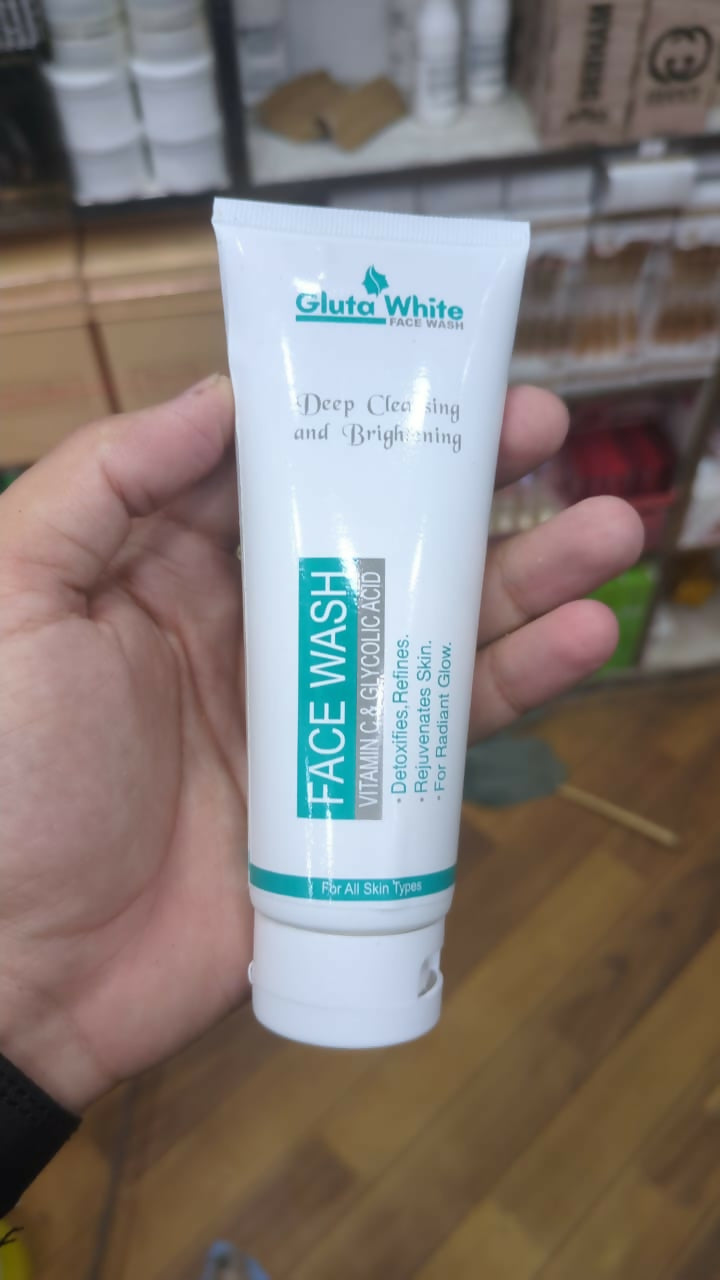 Gluta White
FACE WASH
Deep Cleansing
and Brightening
FACE WASH
VITAMIN C & GLYCOLIC ACID
• Detoxifies,Refines.
• Rejuvenates Skin.
• For Radiant Glow.
For All Skin Types